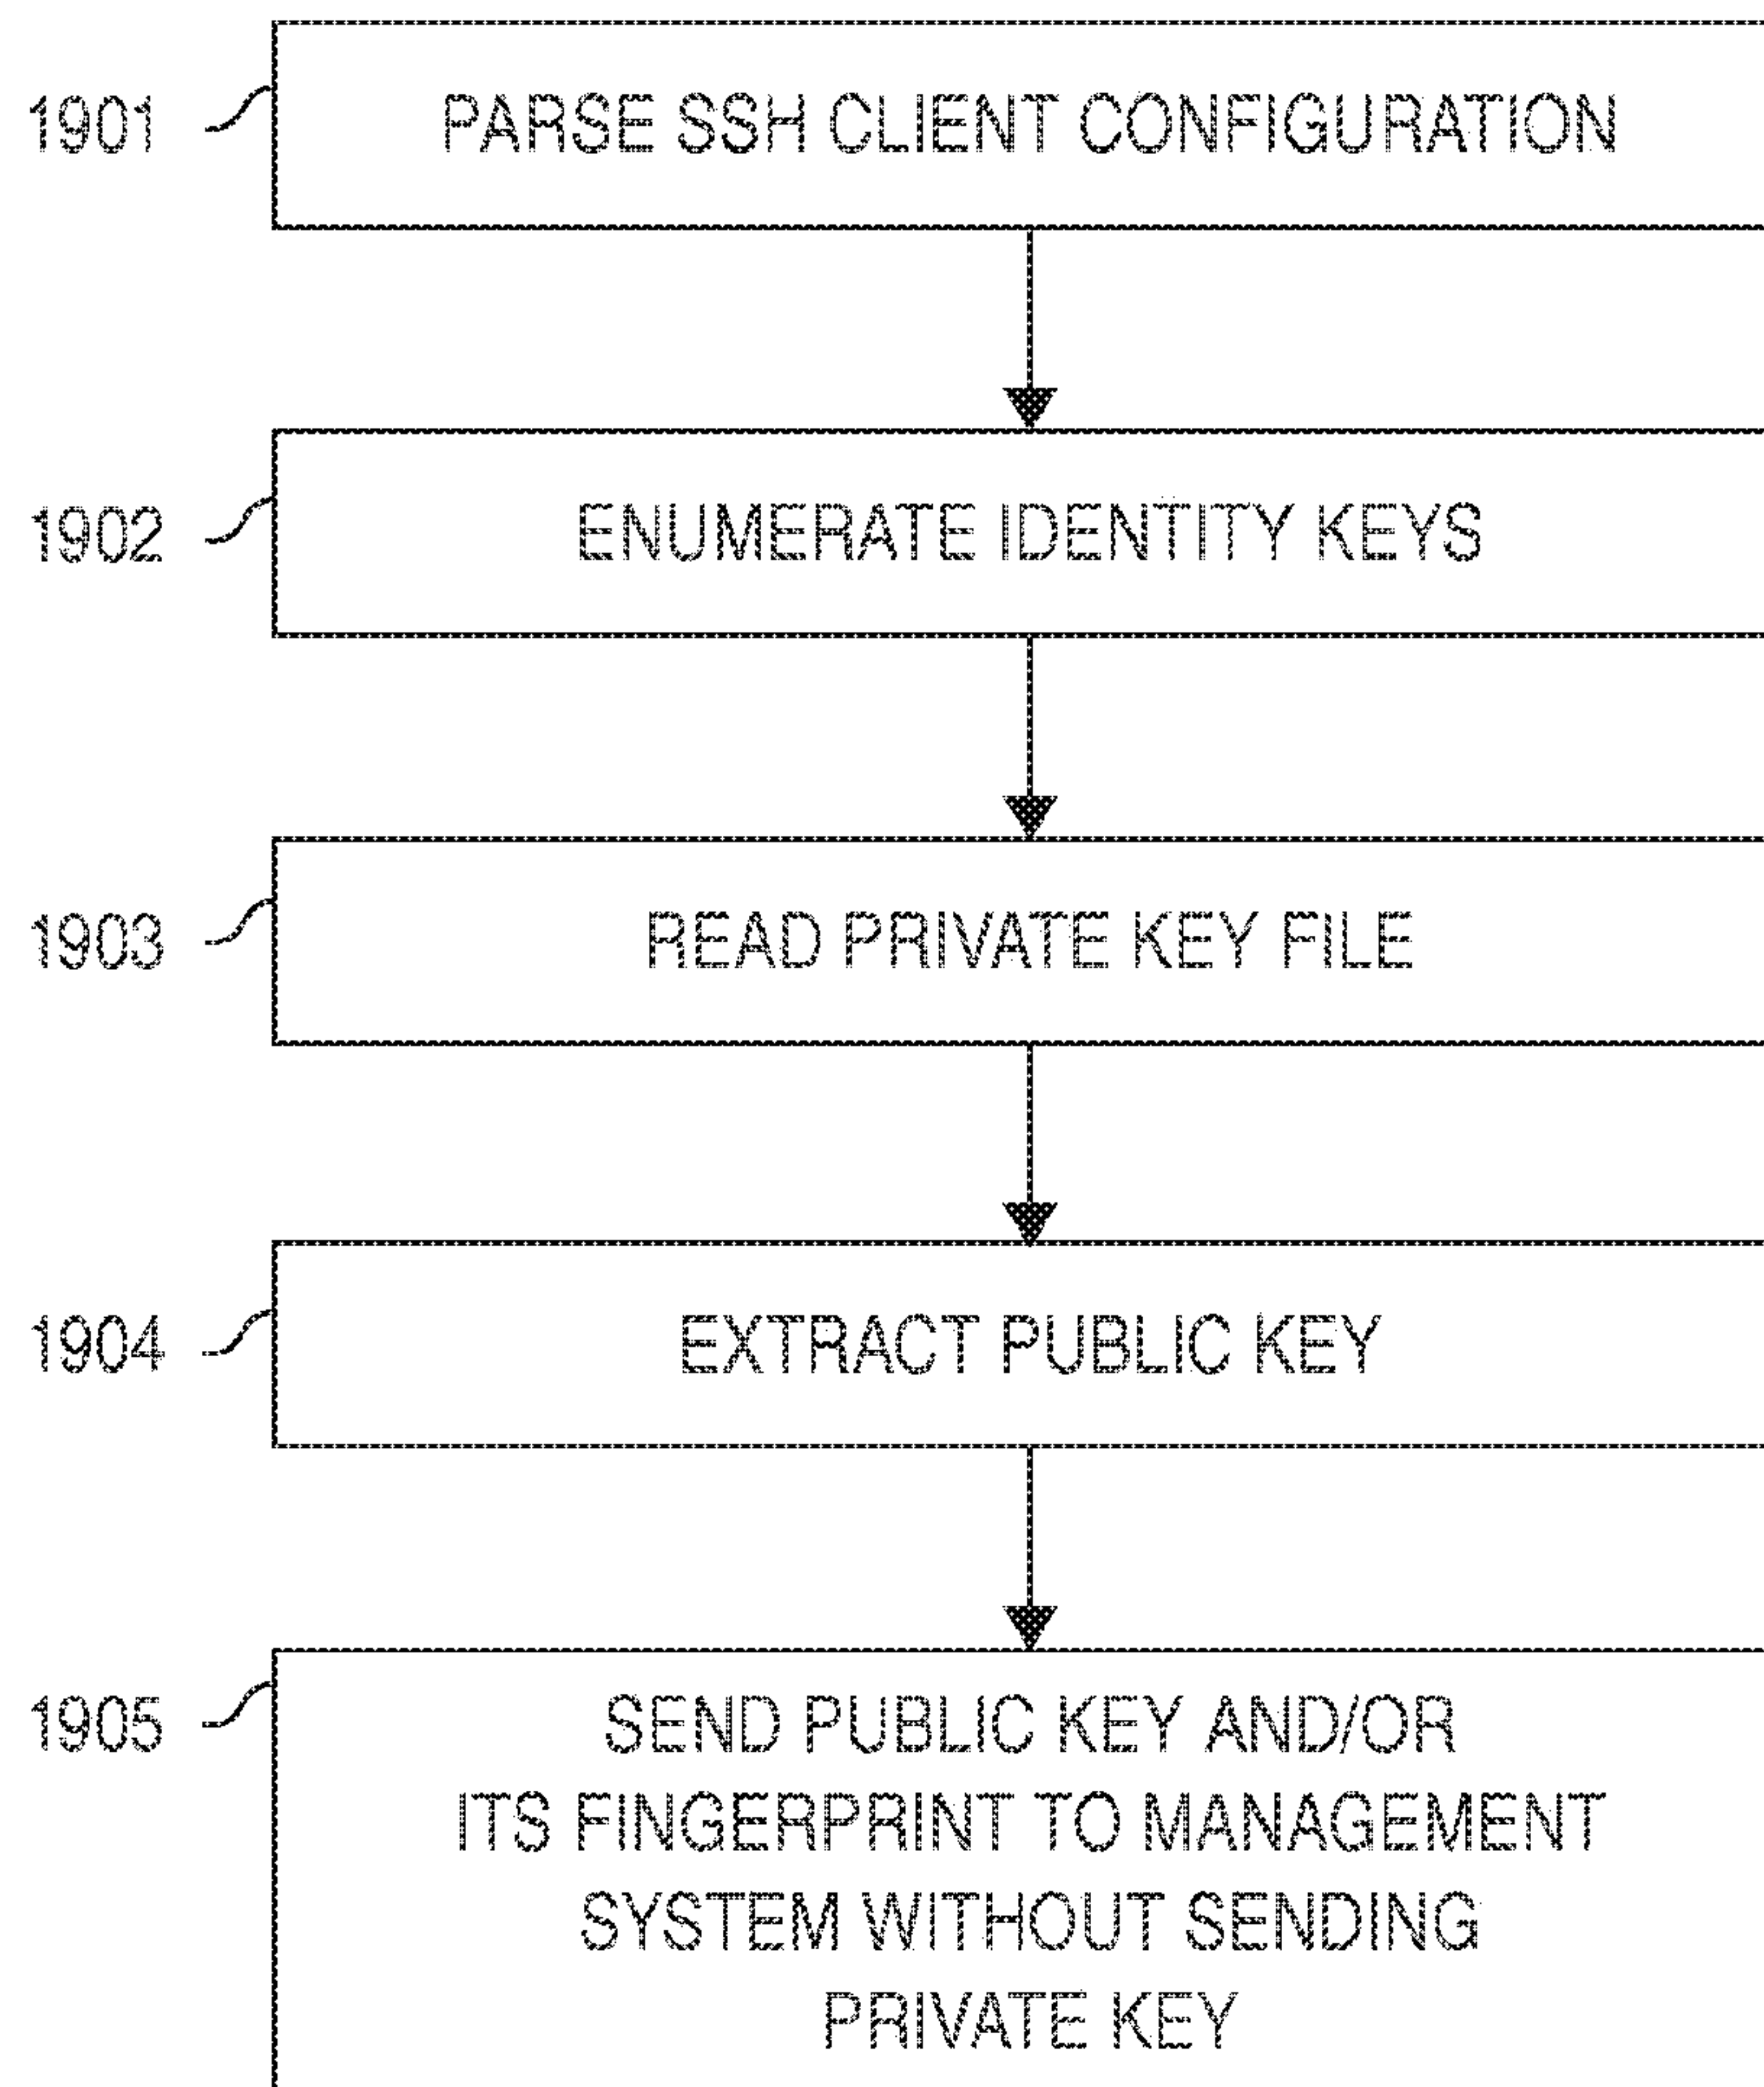 1901 PARSE SSH CLIENT CONFIGURATION
1902 ENUMERATE IDENTITY KEYS
1903 READ PRIVATE KEY FILE
1904 EXTRACT PUBLIC KEY
1905 SEND PUBLIC KEY AND/OR
ITS FINGERPRINT TO MANAGEMENT
SYSTEM WITHOUT SENDING
PRIVATE KEY